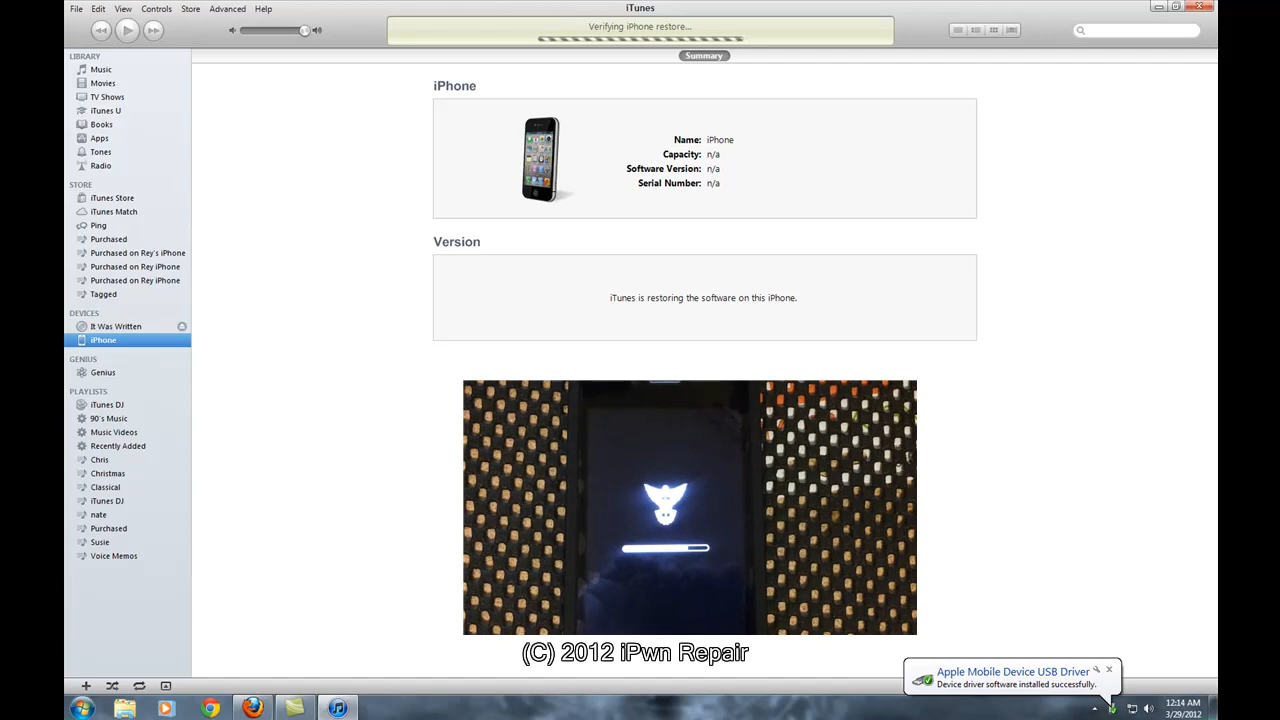 File Edit View Controls Store Advanced Help
iTunes
Verifying iPhone restore...
Summary
LIBRARY
Music
Movies
TV Shows
iTunes U
Books
Apps
Tones
Radio
STORE
iTunes Store
iTunes Match
Ping
Purchased
Purchased on Rey's iPhone
Purchased on Rey iPhone
Purchased on Rey iPhone
Tagged
DEVICES
It Was Written
iPhone
GENIUS
Genius
PLAYLISTS
iTunes DJ
90's Music
Music Videos
Recently Added
Chris
Christmas
Classical
iTunes DJ
nate
Purchased
Susie
Voice Memos
iPhone
Name: iPhone
Capacity: n/a
Software Version: n/a
Serial Number: n/a
Version
iTunes is restoring the software on this iPhone.
(C) 2012 iPwn Repair
Apple Mobile Device USB Driver
Device driver software installed successfully.
12:14 AM
3/29/2012